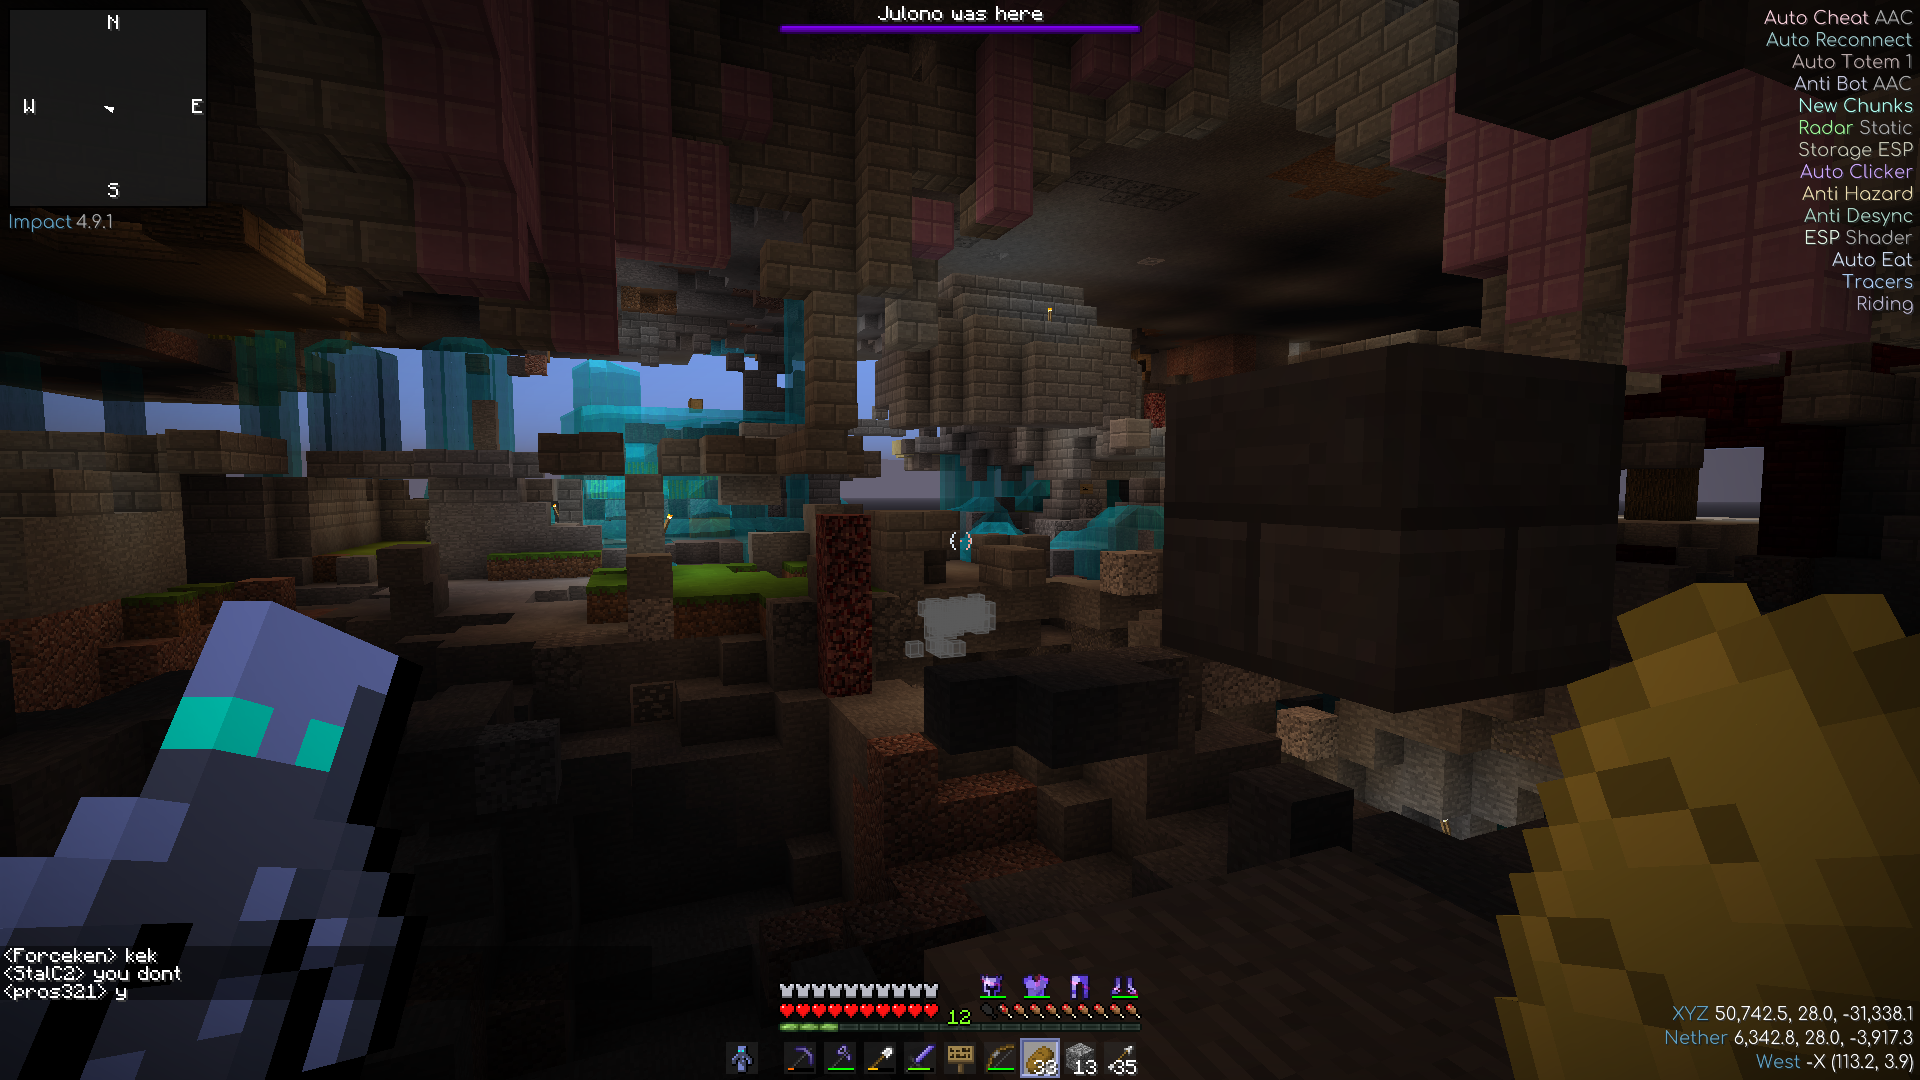 Julono was here
N
W
E
S
Impact 4.9.1
Auto Cheat AAC
Auto Reconnect
Auto Totem 1
Anti Bot AAC
New Chunks
Radar Static
Storage ESP
Auto Clicker
Anti Hazard
Anti Desync
ESP Shader
Auto Eat
Tracers
Riding
<Forceken> kek
<StalC2> you dont
<pros321> y
12
33
13
35
XYZ 50,742.5, 28.0, -31,338.1
Nether 6,342.8, 28.0, -3,917.3
West -X (113.2, 3.9)